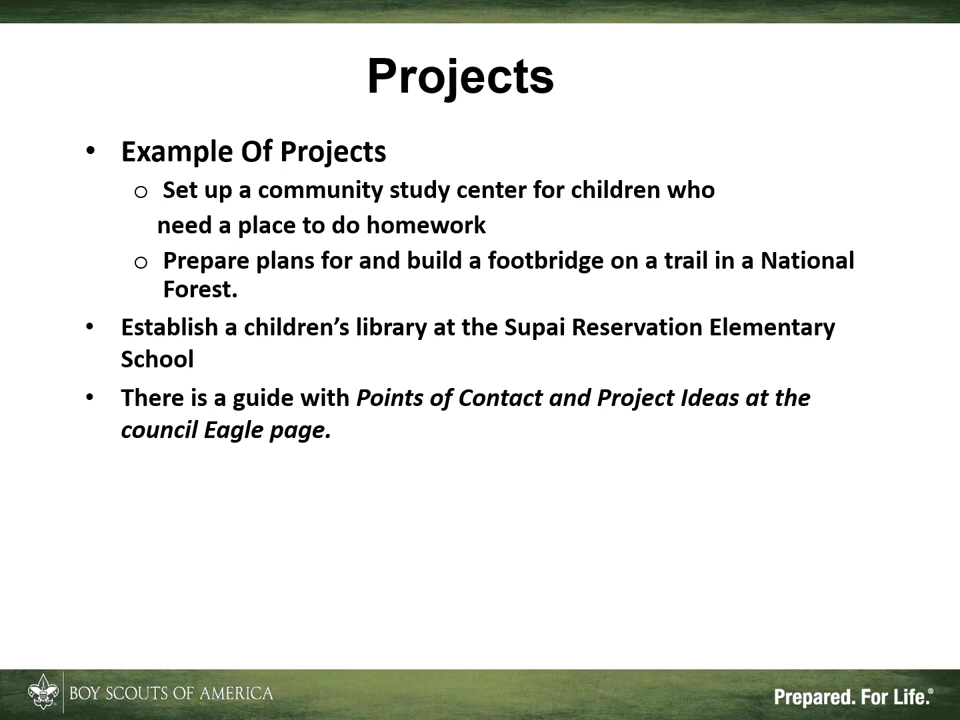 Projects
• Example Of Projects
o Set up a community study center for children who
need a place to do homework
o Prepare plans for and build a footbridge on a trail in a National
Forest.
• Establish a children’s library at the Supai Reservation Elementary
School
• There is a guide with Points of Contact and Project Ideas at the
council Eagle page.
BOY SCOUTS OF AMERICA
Prepared. For Life.®